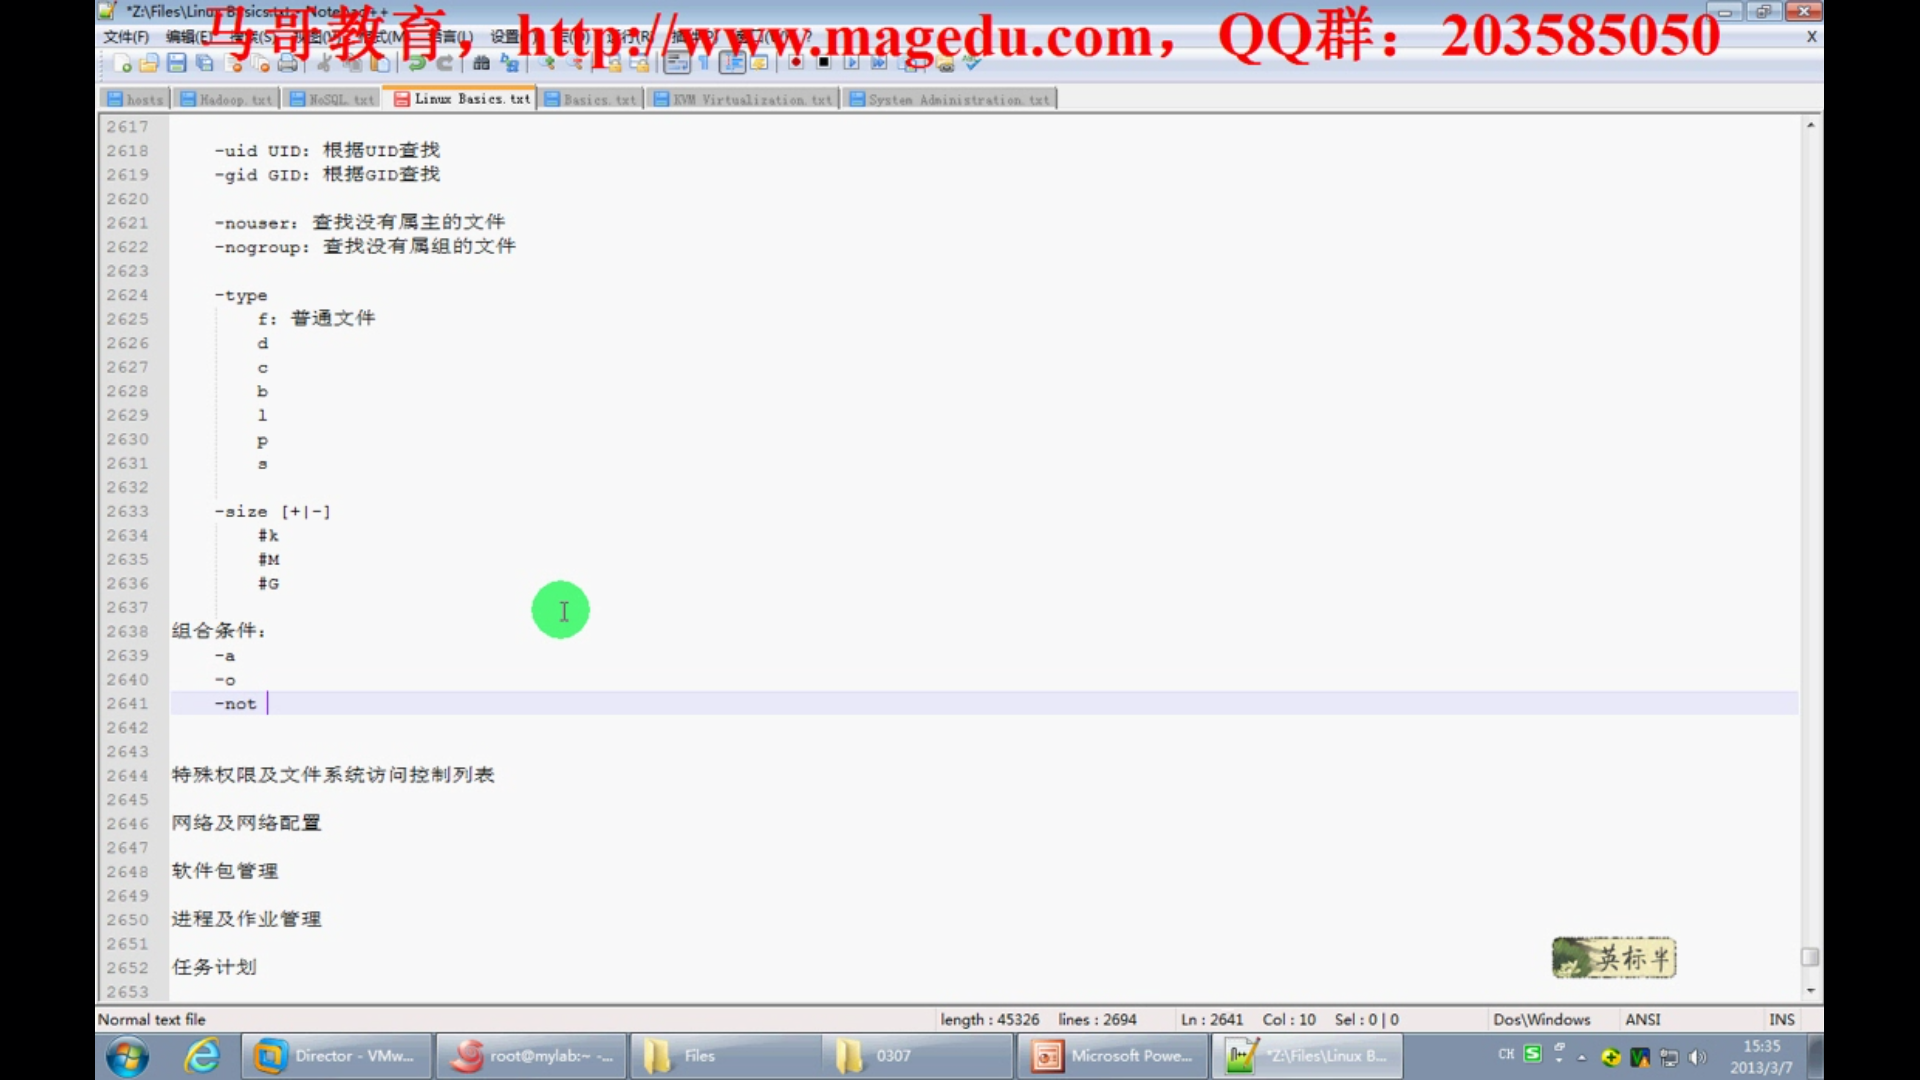 *Z:\Files\Linux Basics.txt - Notepad++
马哥教育，http://www.magedu.com，QQ群：203585050
文件(F) 编辑(E)
hosts Hadoop.txt NoSQL.txt Linux Basics.txt Basics.txt KVM Virtualization.txt System Administration.txt
2617
2618 -uid UID: 根据UID查找
2619 -gid GID: 根据GID查找
2620
2621 -nouser: 查找没有属主的文件
2622 -nogroup: 查找没有属组的文件
2623
2624 -type
2625 f: 普通文件
2626 d
2627 c
2628 b
2629 l
2630 p
2631 s
2632
2633 -size [+|-]
2634 #k
2635 #M
2636 #G
2637
2638 组合条件:
2639 -a
2640 -o
2641 -not
2642
2643
2644 特殊权限及文件系统访问控制列表
2645
2646 网络及网络配置
2647
2648 软件包管理
2649
2650 进程及作业管理
2651
2652 任务计划
2653
英标半
Normal text file length : 45326 lines : 2694 Ln : 2641 Col : 10 Sel : 0 | 0 Dos\Windows ANSI INS
Director - VMw... root@mylab:~ -... Files 0307 Microsoft Powe... *Z:\Files\Linux B... CH 15:35
2013/3/7